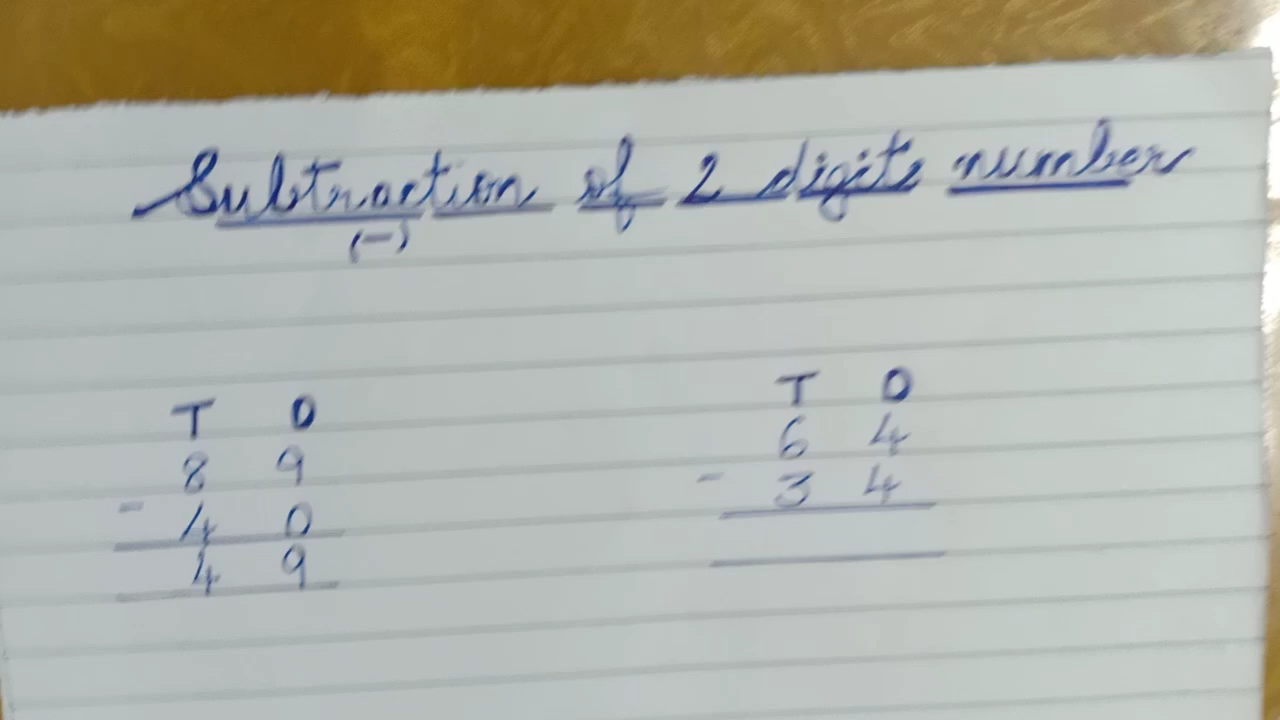 Subtraction of 2 digits number
(-)
T O
8 9
- 4 0
4 9
T O
6 4
- 3 4